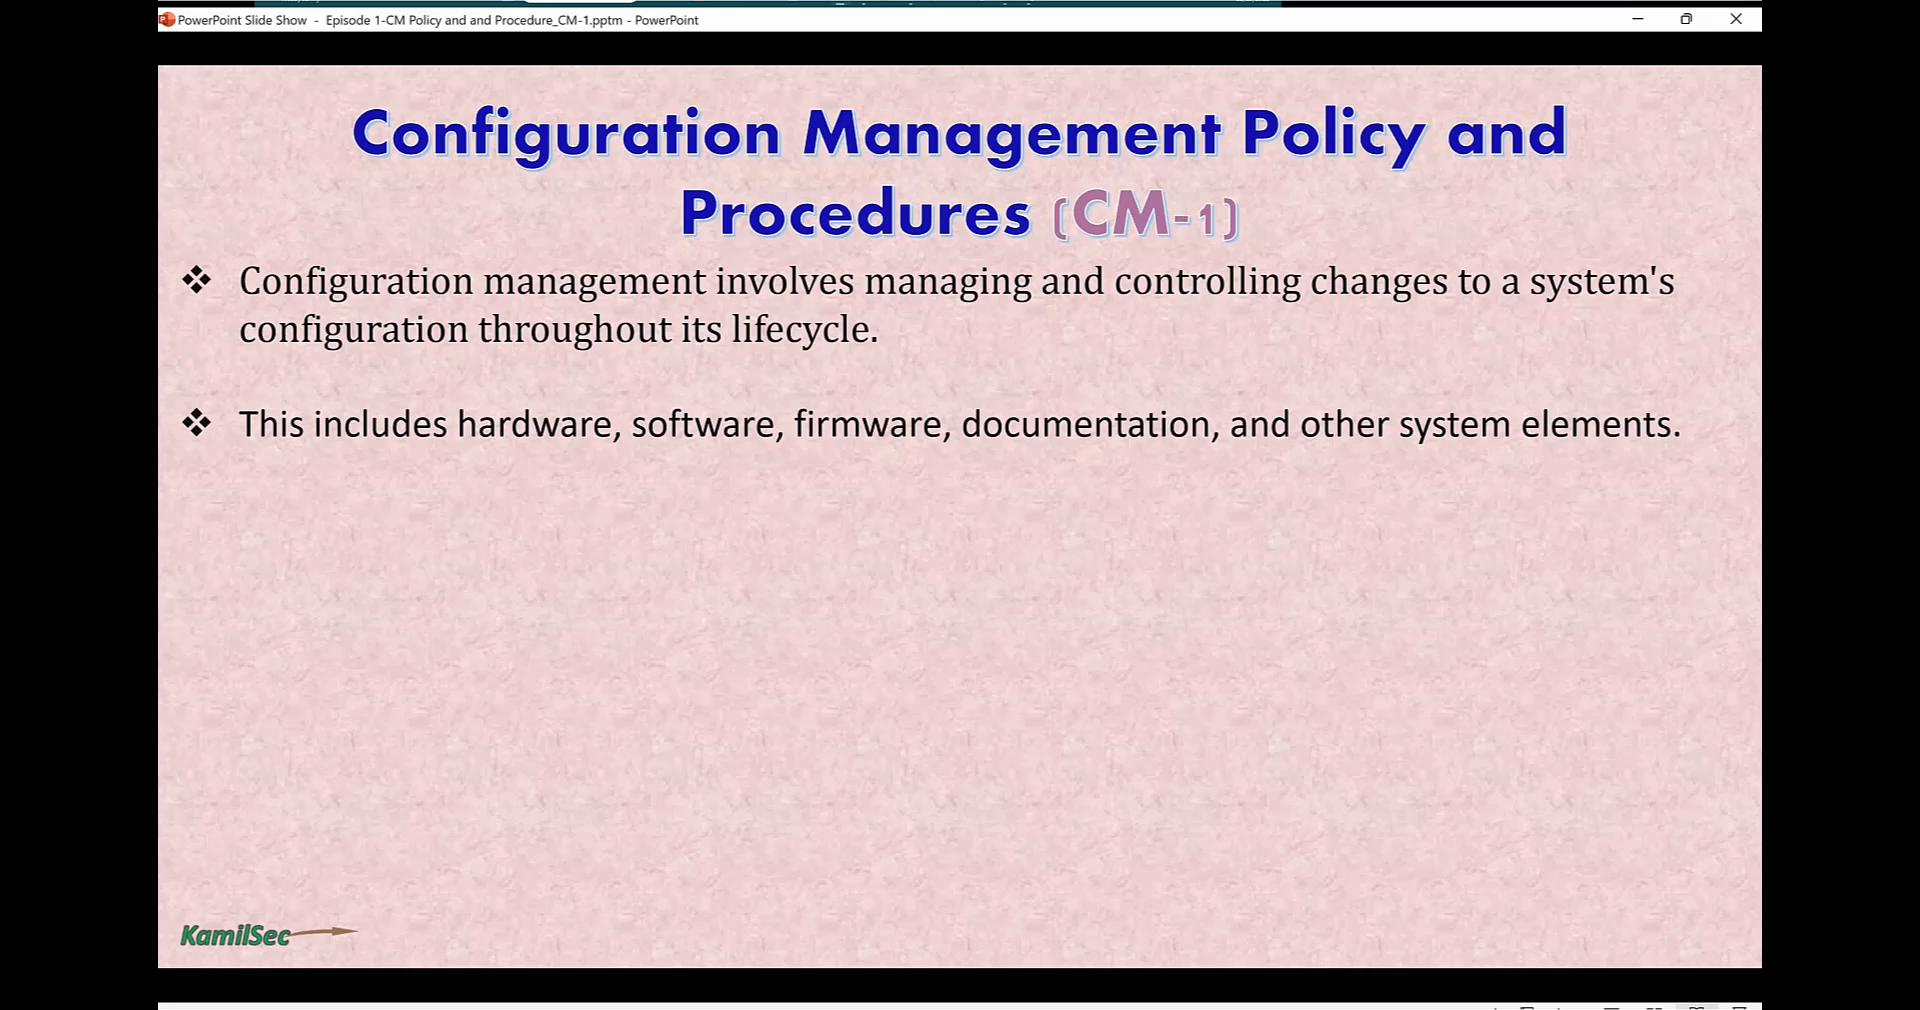 PowerPoint Slide Show - Episode 1-CM Policy and and Procedure_CM-1.pptm - PowerPoint
Configuration Management Policy and
Procedures (CM-1)
❖ Configuration management involves managing and controlling changes to a system's
configuration throughout its lifecycle.
❖ This includes hardware, software, firmware, documentation, and other system elements.
KamilSec